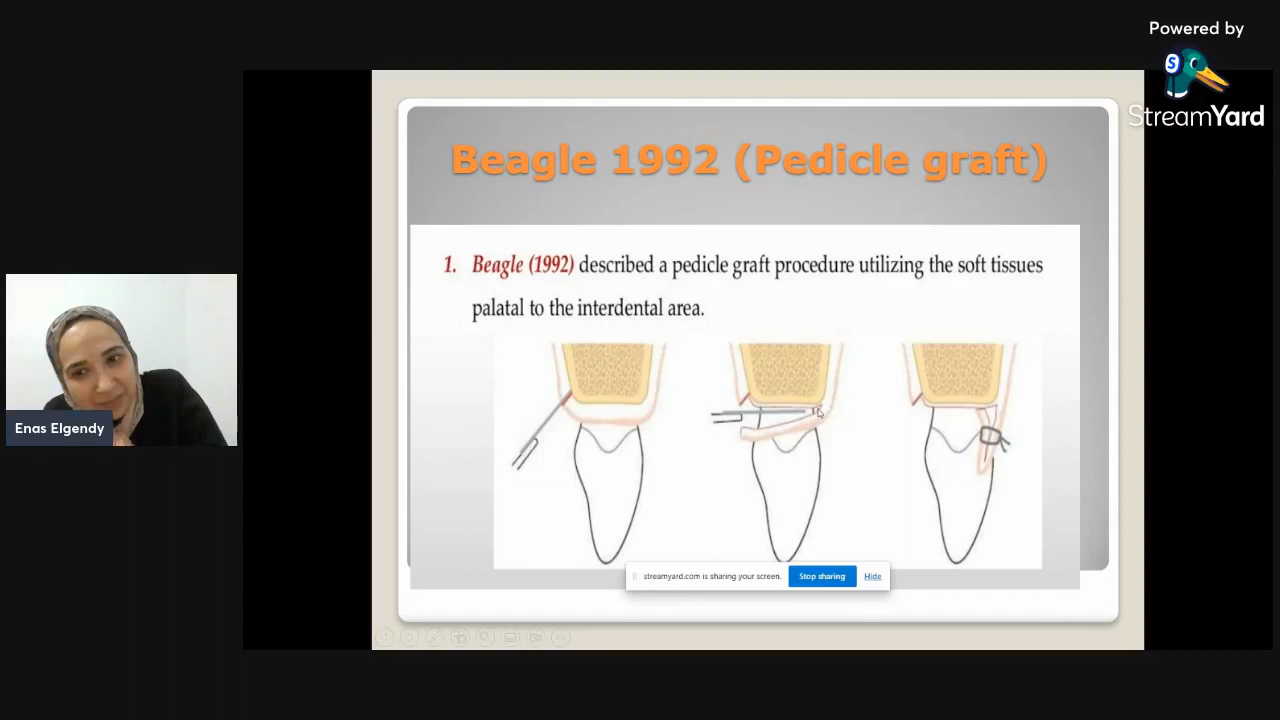 Powered by
S
StreamYard
Beagle 1992 (Pedicle graft)
1. Beagle (1992) described a pedicle graft procedure utilizing the soft tissues
palatal to the interdental area.
Enas Elgendy
streamyard.com is sharing your screen. Stop sharing Hide